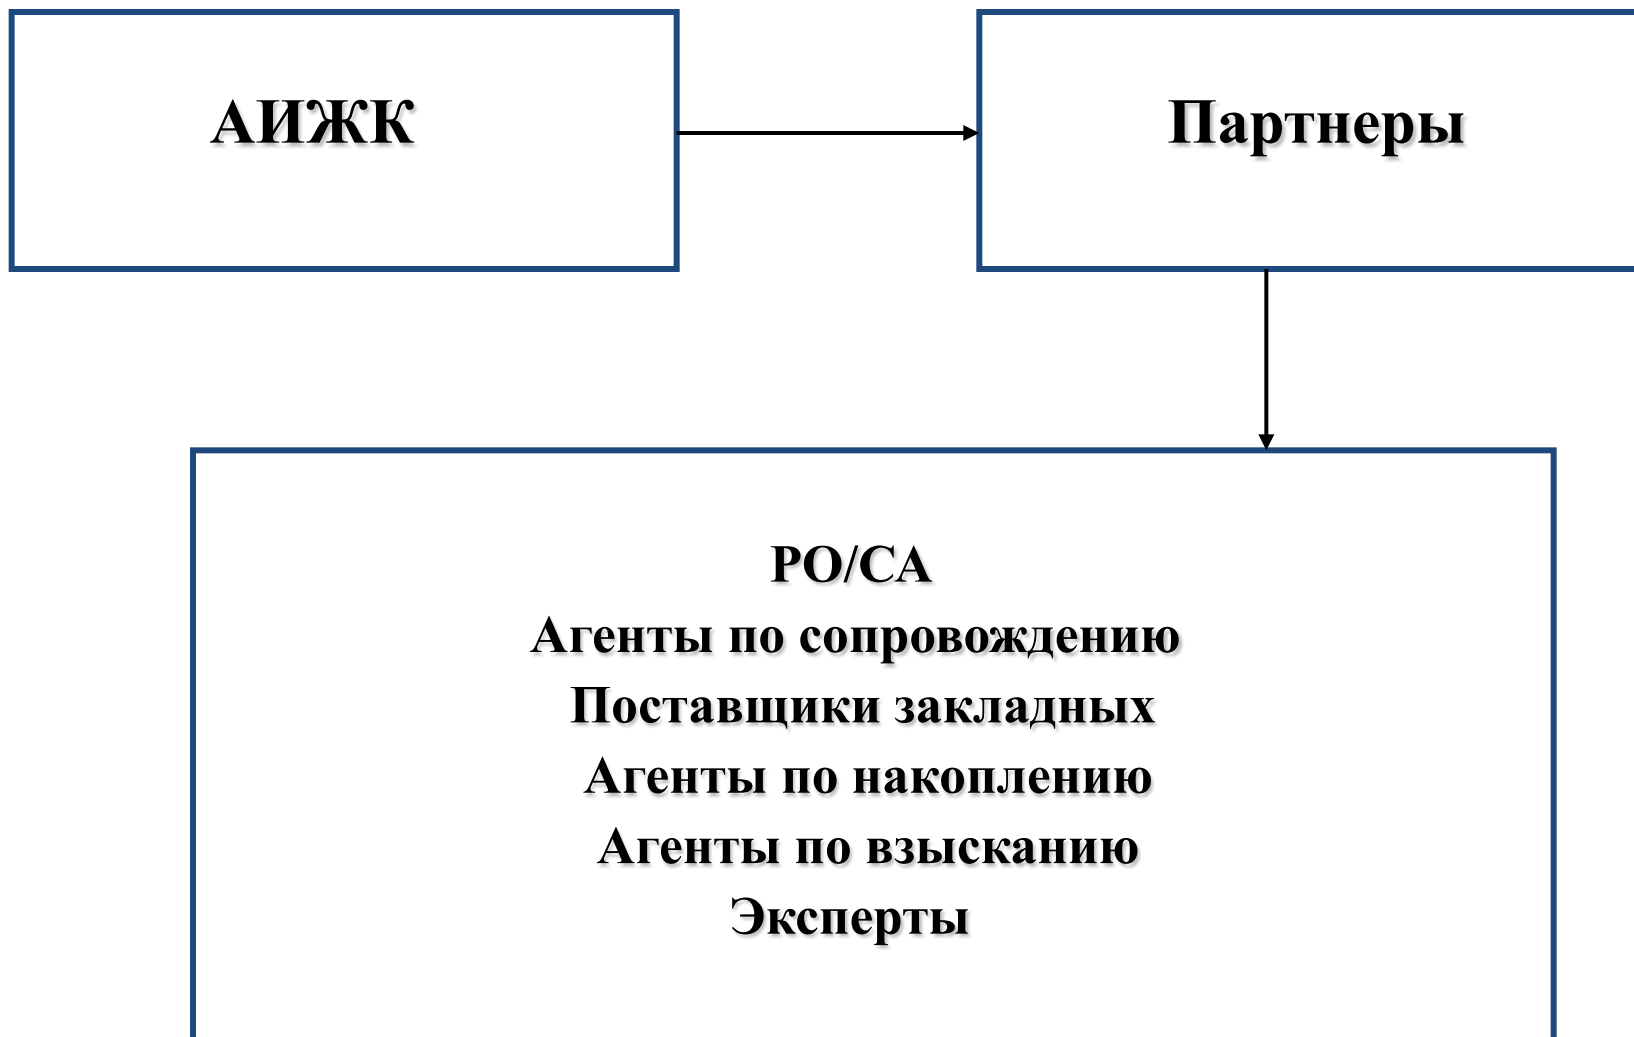 АИЖК
Партнеры
РО/СА
Агенты по сопровождению
Поставщики закладных
Агенты по накоплению
Агенты по взысканию
Эксперты